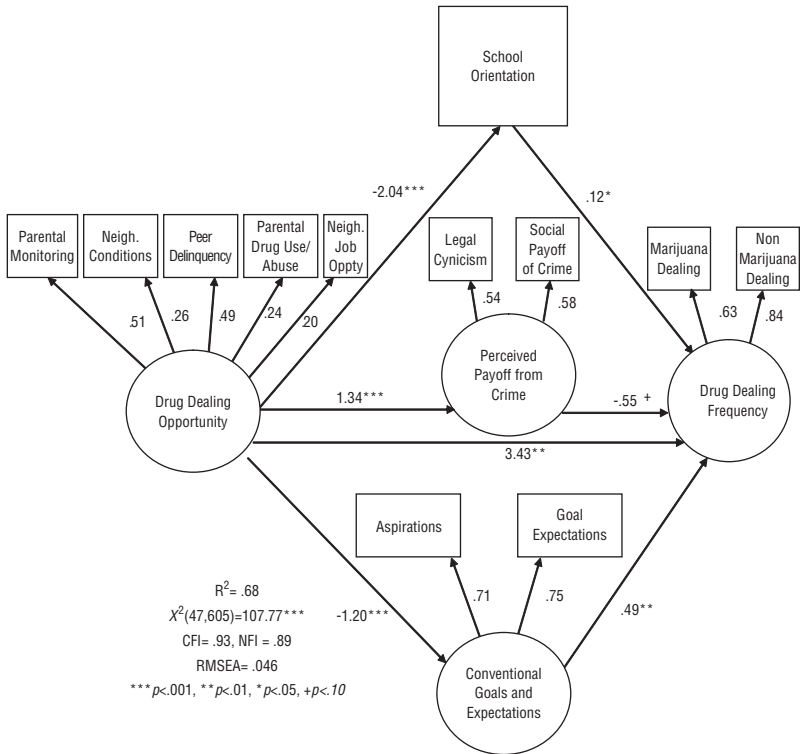 School
Orientation
-2.04***
.12*
Parental
Monitoring
Neigh.
Conditions
Peer
Delinquency
Parental
Drug Use/
Abuse
Neigh.
Job
Oppty
Legal
Cynicism
Social
Payoff
of Crime
Marijuana
Dealing
Non
Marijuana
Dealing
.51
.26
.49
.24
.20
.54
.58
.63
.84
Drug Dealing
Opportunity
1.34***
Perceived
Payoff from
Crime
-.55 +
Drug Dealing
Frequency
3.43**
Aspirations
Goal
Expectations
.71
.75
-1.20***
.49**
R²= .68
X²(47,605)=107.77***
CFI= .93, NFI = .89
RMSEA= .046
***p<.001, **p<.01, *p<.05, +p<.10
Conventional
Goals and
Expectations